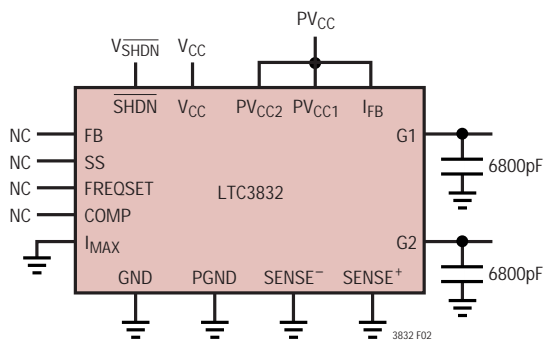 PVCC
VSHDN VCC
SHDN VCC PVCC2 PVCC1 IFB
NC FB G1
NC SS 6800pF
NC FREQSET LTC3832
NC COMP
IMAX G2
6800pF
GND PGND SENSE– SENSE+
3832 F02